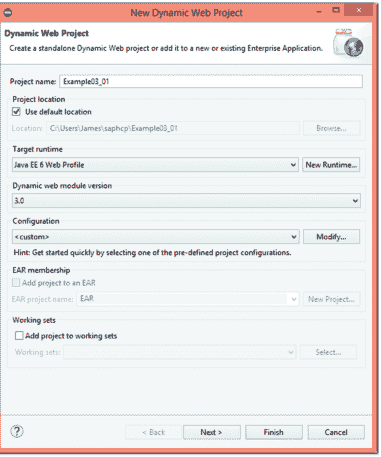 New Dynamic Web Project
Dynamic Web Project
Create a standalone Dynamic Web project or add it to a new or existing Enterprise Application.
Project name: Example03_01
Project location
Use default location
Location: C:\Users\James\saphcp\Example03_01 Browse...
Target runtime
Java EE 6 Web Profile New Runtime...
Dynamic web module version
3.0
Configuration
<custom> Modify...
Hint: Get started quickly by selecting one of the pre-defined project configurations.
EAR membership
Add project to an EAR
EAR project name: EAR New Project...
Working sets
Add project to working sets
Working sets: Select...
< Back Next > Finish Cancel